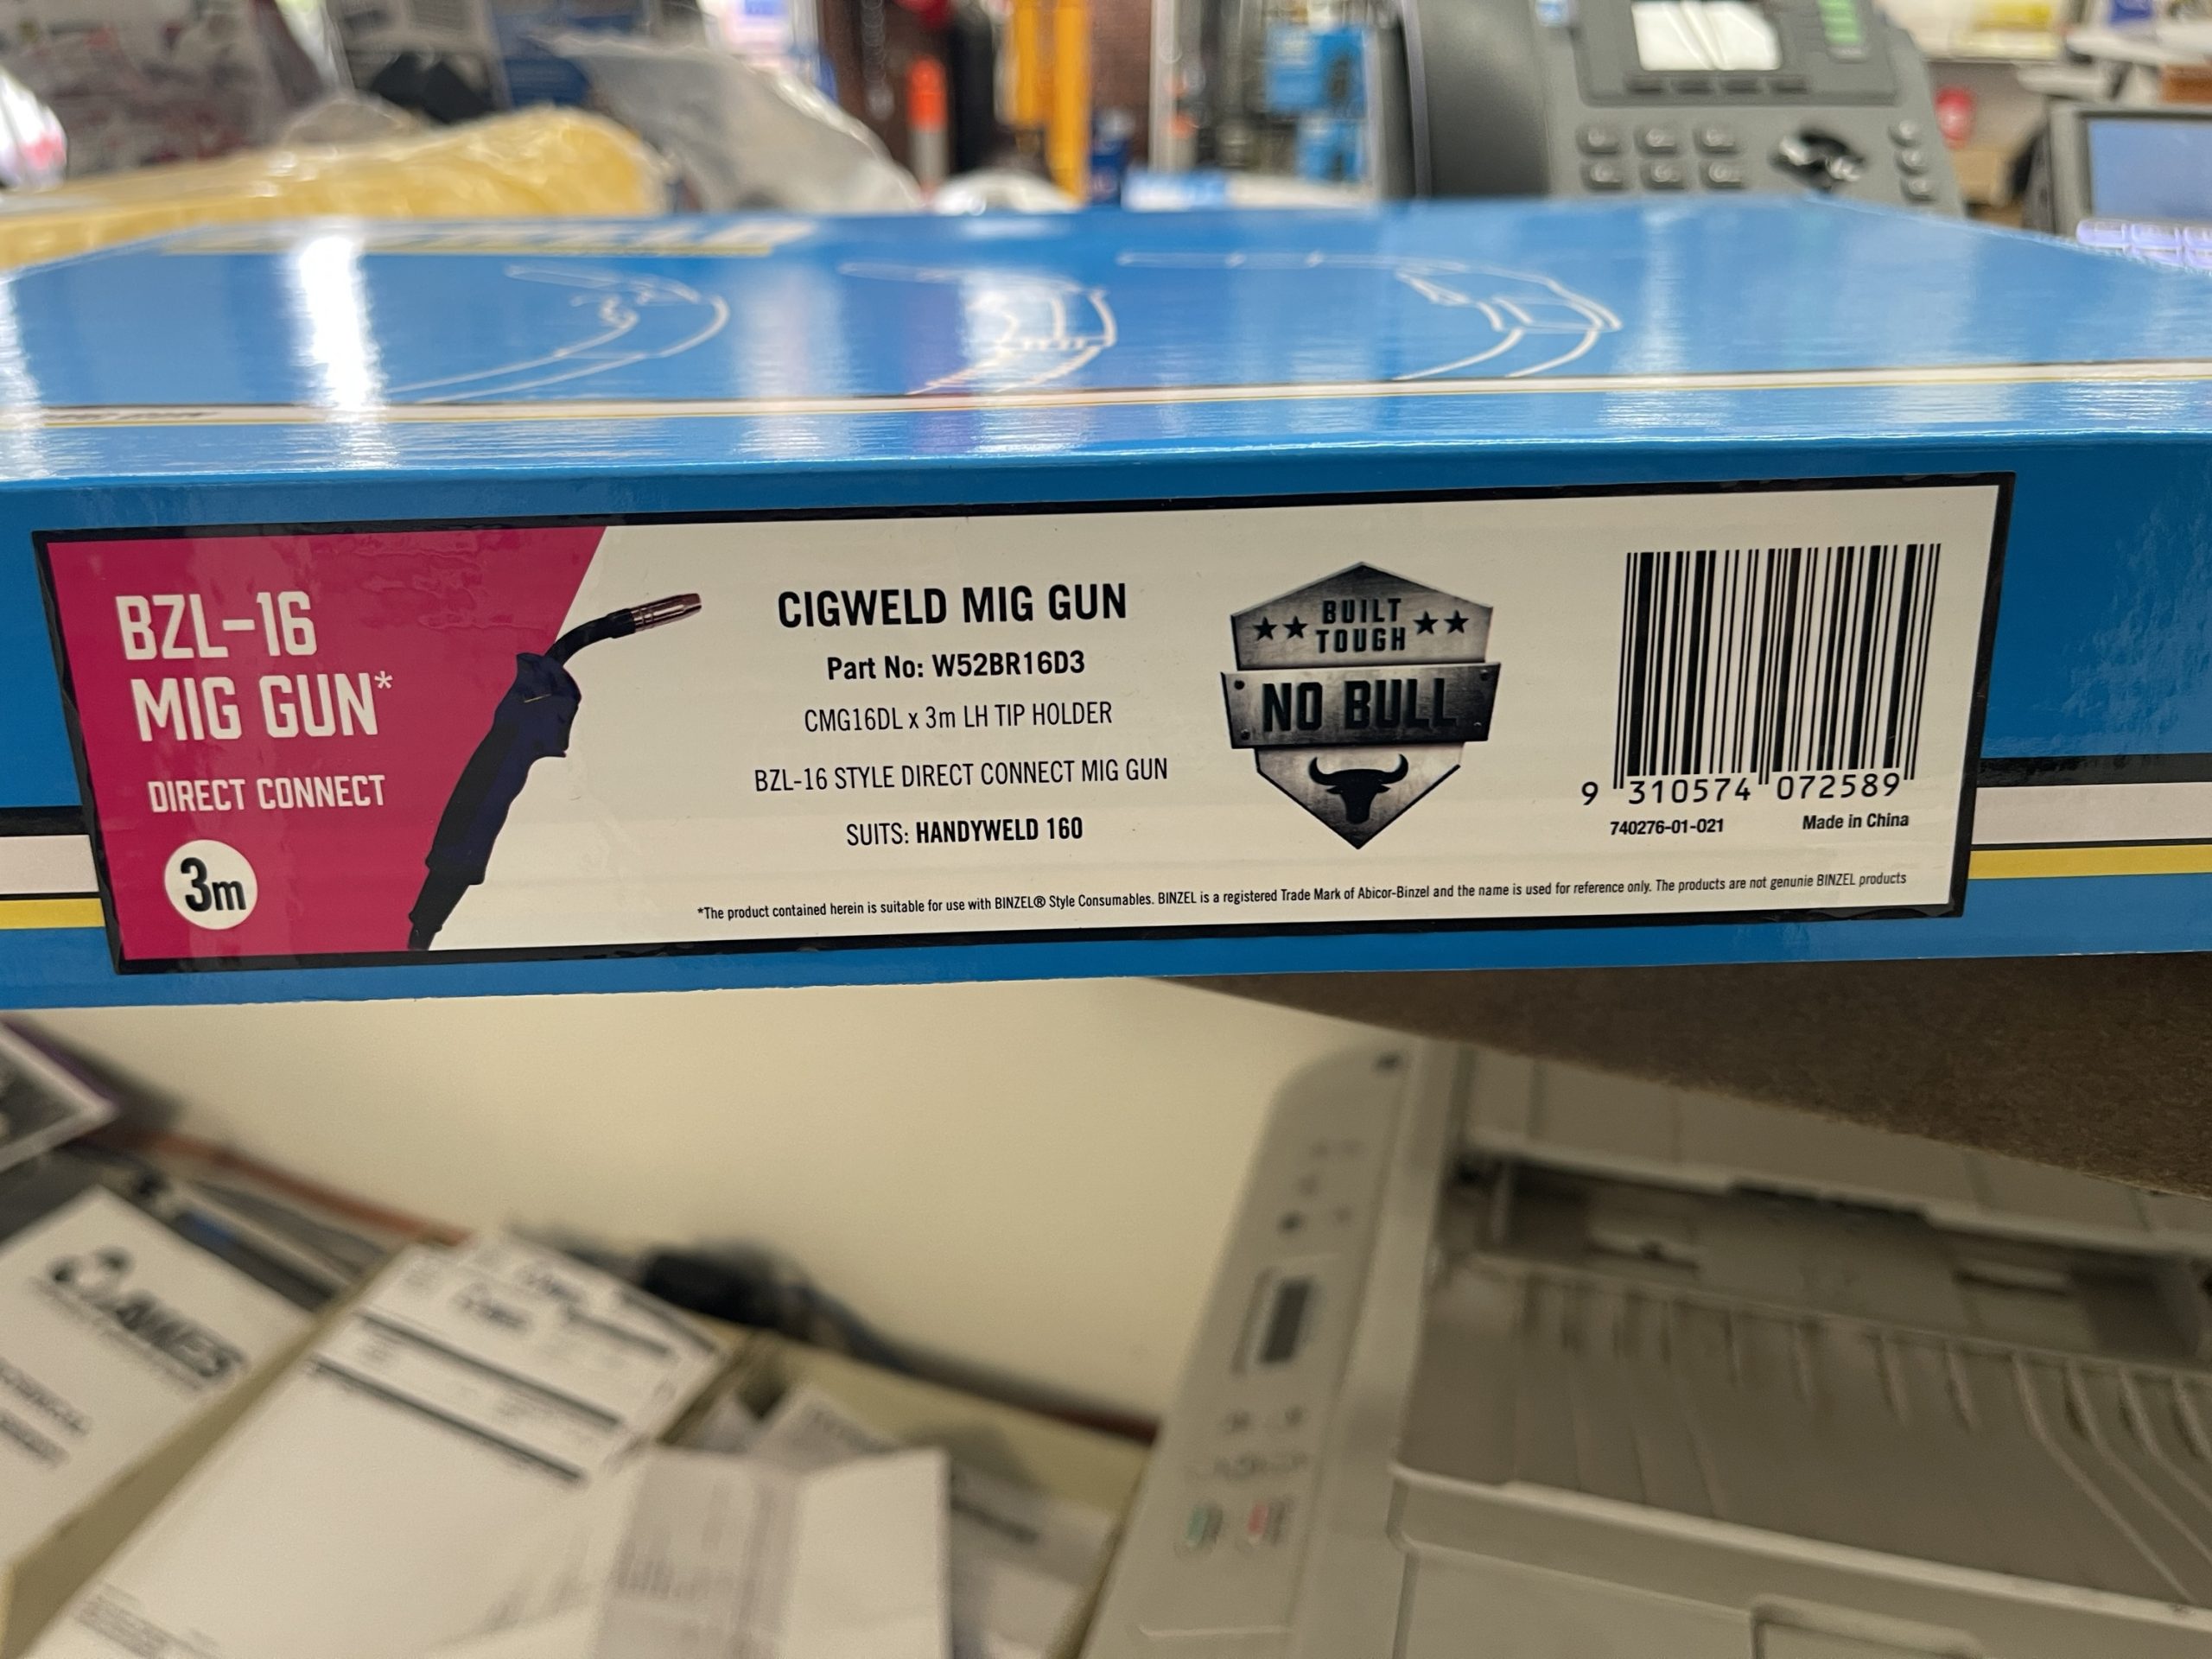 BZL-16
MIG GUN*
DIRECT CONNECT
3m
CIGWELD MIG GUN
Part No: W52BR16D3
CMG16DL x 3m LH TIP HOLDER
BZL-16 STYLE DIRECT CONNECT MIG GUN
SUITS: HANDYWELD 160
*The product contained herein is suitable for use with BINZEL® Style Consumables. BINZEL is a registered Trade Mark of Abicor-Binzel and the name is used for reference only. The products are not genunie BINZEL products
BUILT
TOUGH
NO BULL
9 310574 072589
740276-01-021 Made in China